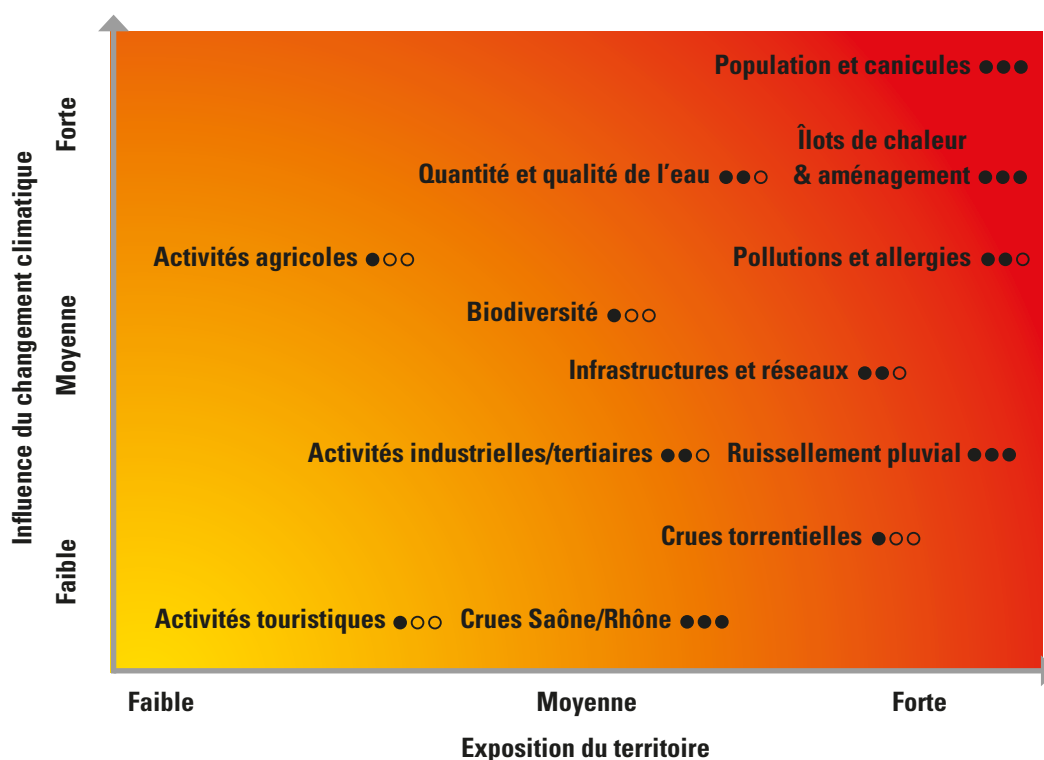 Influence du changement climatique
Forte
Moyenne
Faible
Population et canicules ●●●
Îlots de chaleur
& aménagement ●●●
Quantité et qualité de l’eau ●●○
Activités agricoles ●○○
Pollutions et allergies ●●○
Biodiversité ●○○
Infrastructures et réseaux ●●○
Activités industrielles/tertiaires ●●○
Ruissellement pluvial ●●●
Crues torrentielles ●○○
Activités touristiques ●○○
Crues Saône/Rhône ●●●
Faible
Moyenne
Forte
Exposition du territoire